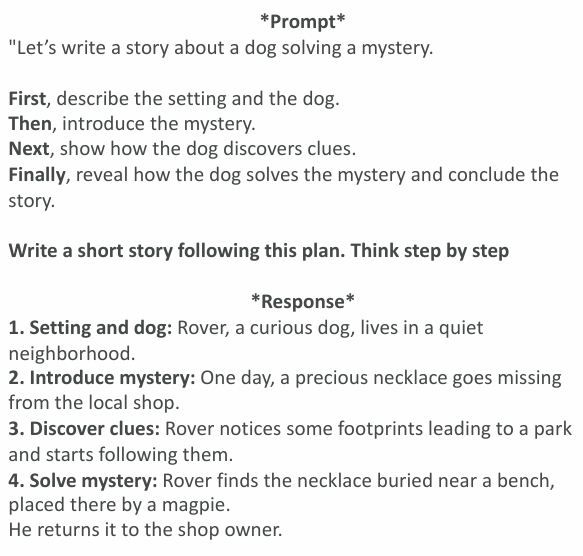 *Prompt*
"Let’s write a story about a dog solving a mystery.
First, describe the setting and the dog.
Then, introduce the mystery.
Next, show how the dog discovers clues.
Finally, reveal how the dog solves the mystery and conclude the
story.
Write a short story following this plan. Think step by step
*Response*
1. Setting and dog: Rover, a curious dog, lives in a quiet
neighborhood.
2. Introduce mystery: One day, a precious necklace goes missing
from the local shop.
3. Discover clues: Rover notices some footprints leading to a park
and starts following them.
4. Solve mystery: Rover finds the necklace buried near a bench,
placed there by a magpie.
He returns it to the shop owner.